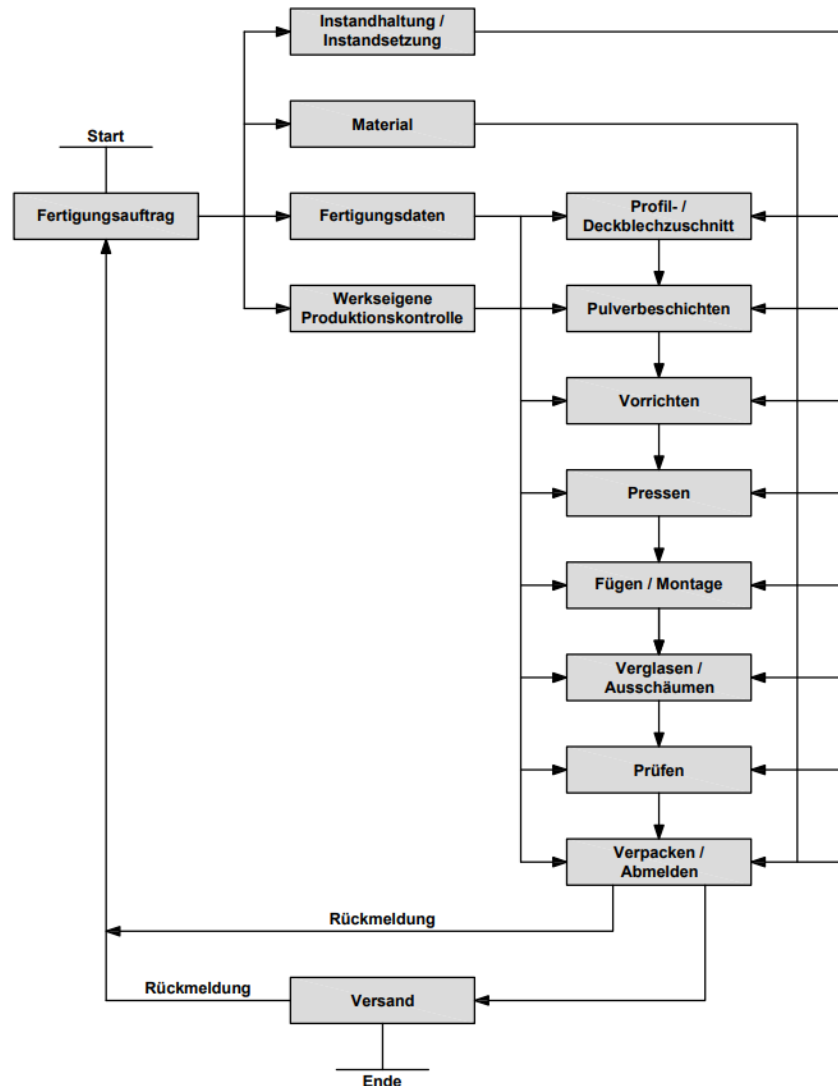 Instandhaltung /
Instandsetzung
Material
Start
Fertigungsauftrag
Fertigungsdaten
Profil- /
Deckblechzuschnitt
Werkseigene
Produktionskontrolle
Pulverbeschichten
Vorrichten
Pressen
Fügen / Montage
Verglasen /
Ausschäumen
Prüfen
Verpacken /
Abmelden
Rückmeldung
Rückmeldung
Versand
Ende